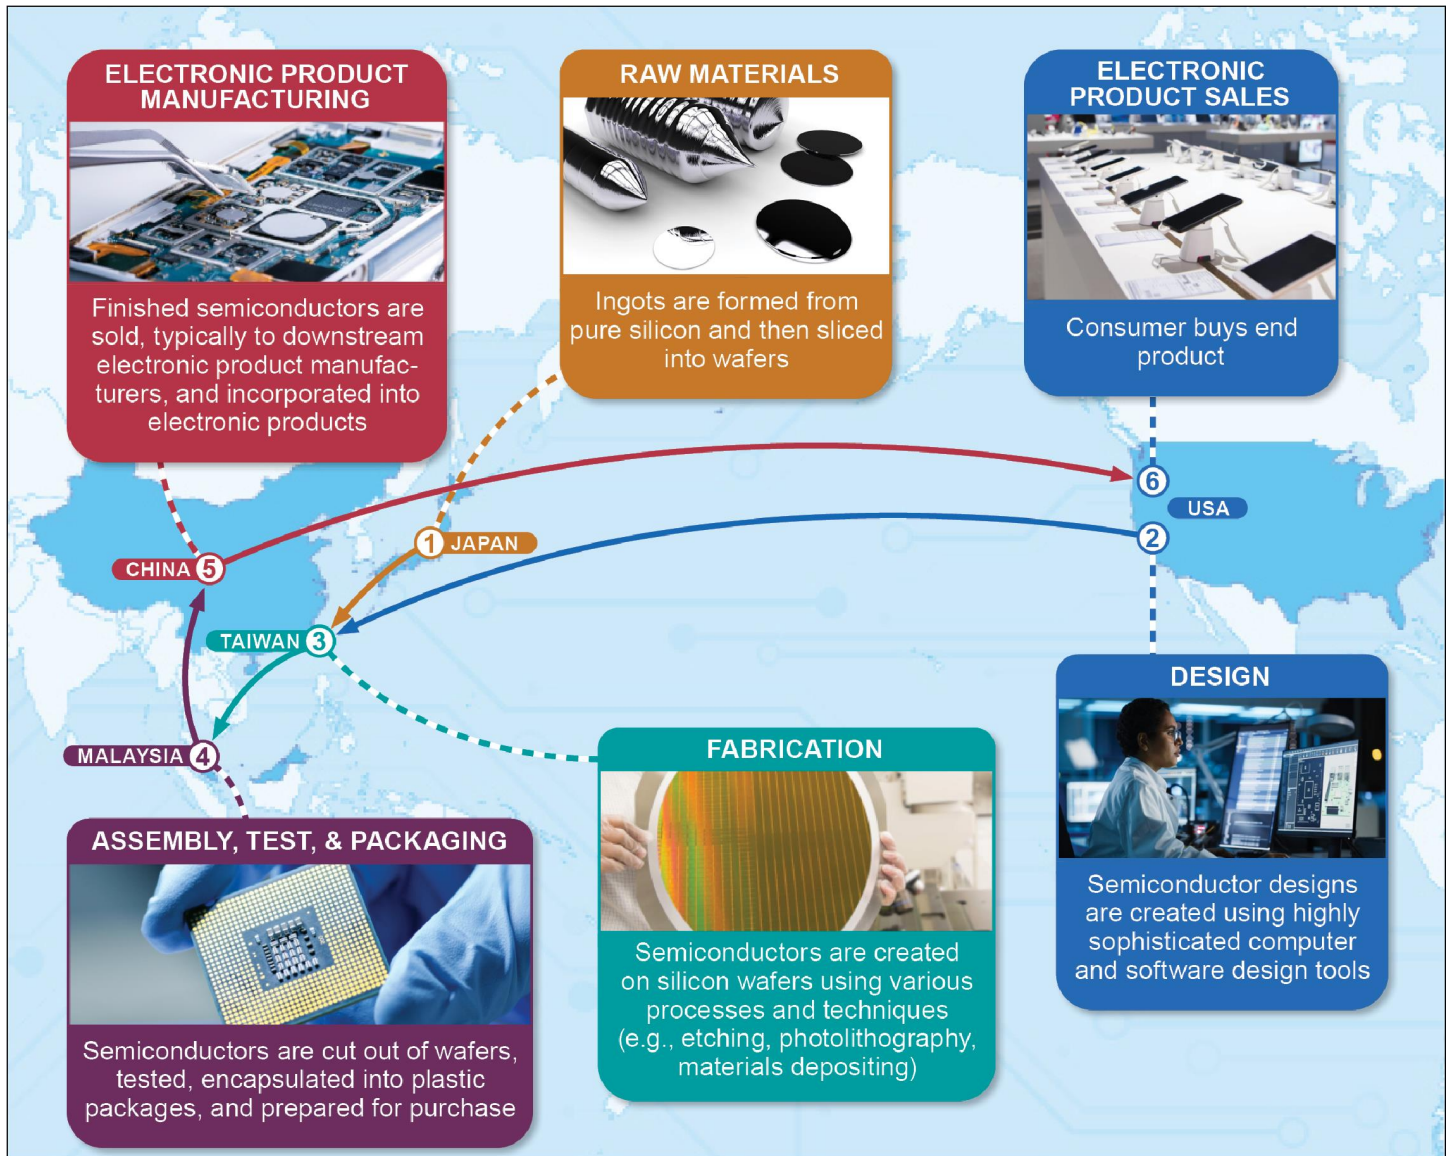 ELECTRONIC PRODUCT
MANUFACTURING
Finished semiconductors are
sold, typically to downstream
electronic product manufac-
turers, and incorporated into
electronic products
RAW MATERIALS
Ingots are formed from
pure silicon and then sliced
into wafers
ELECTRONIC
PRODUCT SALES
Consumer buys end
product
6
USA
2
1 JAPAN
CHINA 5
TAIWAN 3
MALAYSIA 4
DESIGN
Semiconductor designs
are created using highly
sophisticated computer
and software design tools
FABRICATION
Semiconductors are created
on silicon wafers using various
processes and techniques
(e.g., etching, photolithography,
materials depositing)
ASSEMBLY, TEST, & PACKAGING
Semiconductors are cut out of wafers,
tested, encapsulated into plastic
packages, and prepared for purchase